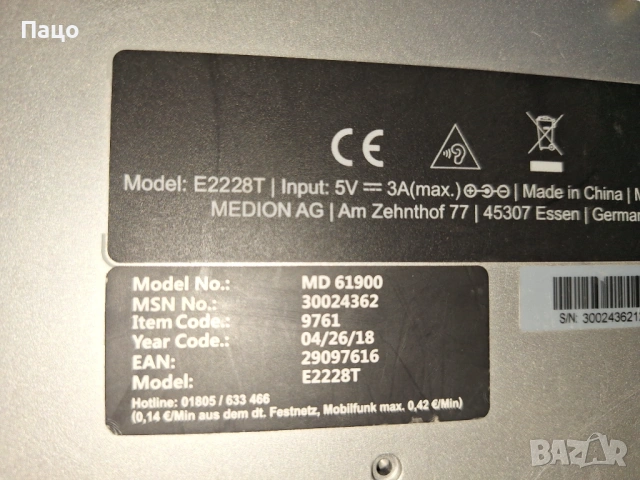 Пацо
CE
Model: E2228T | Input: 5V 3A(max.) | Made in China |
MEDION AG | Am Zehnthof 77 | 45307 Essen |
Model No.: MD 61900
MSN No.: 30024362
Item Code.: 9761
Year Code.: 04/26/18
EAN: 29097616
Model: E2228T
Hotline: 01805 / 633 466
(0,14 €/Min aus dem dt. Festnetz, Mobilfunk max. 0,42 €/Min)
S/N:
BAZAR